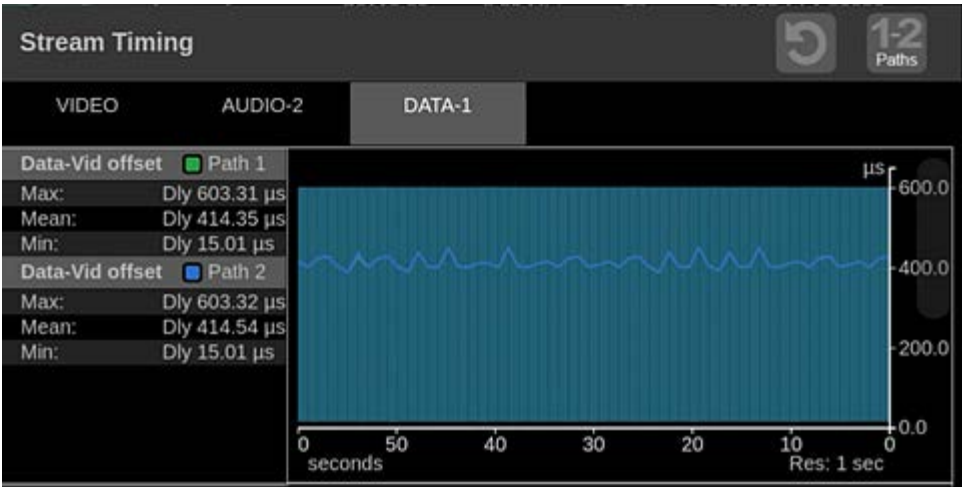 Stream Timing
1-2
Paths
VIDEO AUDIO-2 DATA-1
Data-Vid offset Path 1
Max: Dly 603.31 µs
Mean: Dly 414.35 µs
Min: Dly 15.01 µs
Data-Vid offset Path 2
Max: Dly 603.32 µs
Mean: Dly 414.54 µs
Min: Dly 15.01 µs
µs
600.0
400.0
200.0
0.0
0 50 40 30 20 10 0
seconds Res: 1 sec